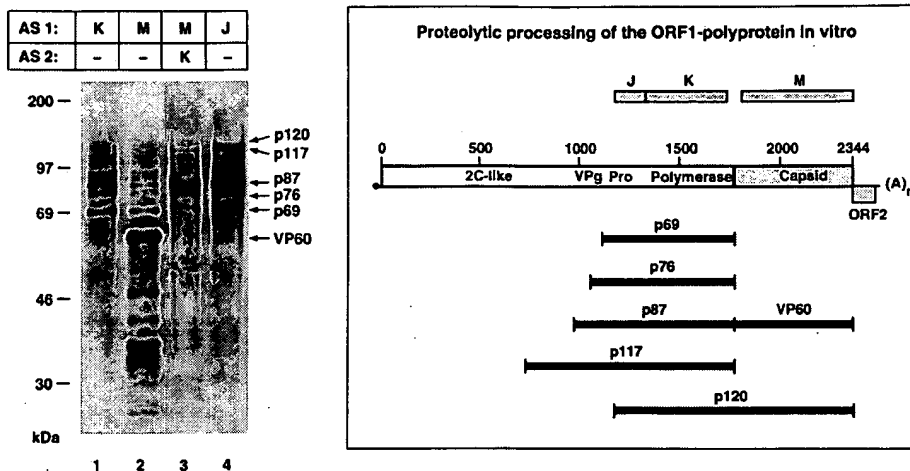 AS 1: K M M J
AS 2: – – K –
200
97
69
46
30
kDa
p120
p117
p87
p76
p69
VP60
1 2 3 4
Proteolytic processing of the ORF1-polyprotein in vitro
J K M
0 500 1000 1500 2000 2344
2C-like VPg Pro Polymerase Capsid (A)n
ORF2
p69
p76
p87 VP60
p117
p120